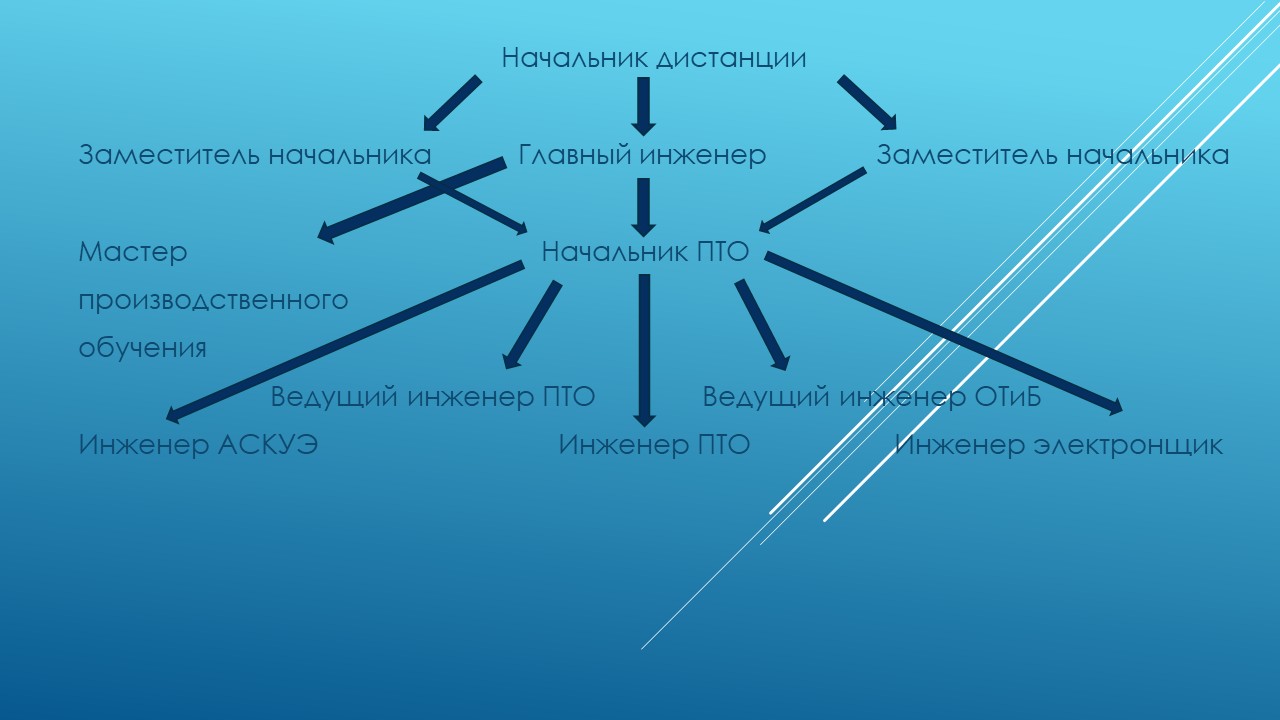 Начальник дистанции
Заместитель начальника Главный инженер Заместитель начальника
Мастер Начальник ПТО
производственного
обучения
Ведущий инженер ПТО Ведущий инженер ОТиБ
Инженер АСКУЭ Инженер ПТО Инженер электронщик